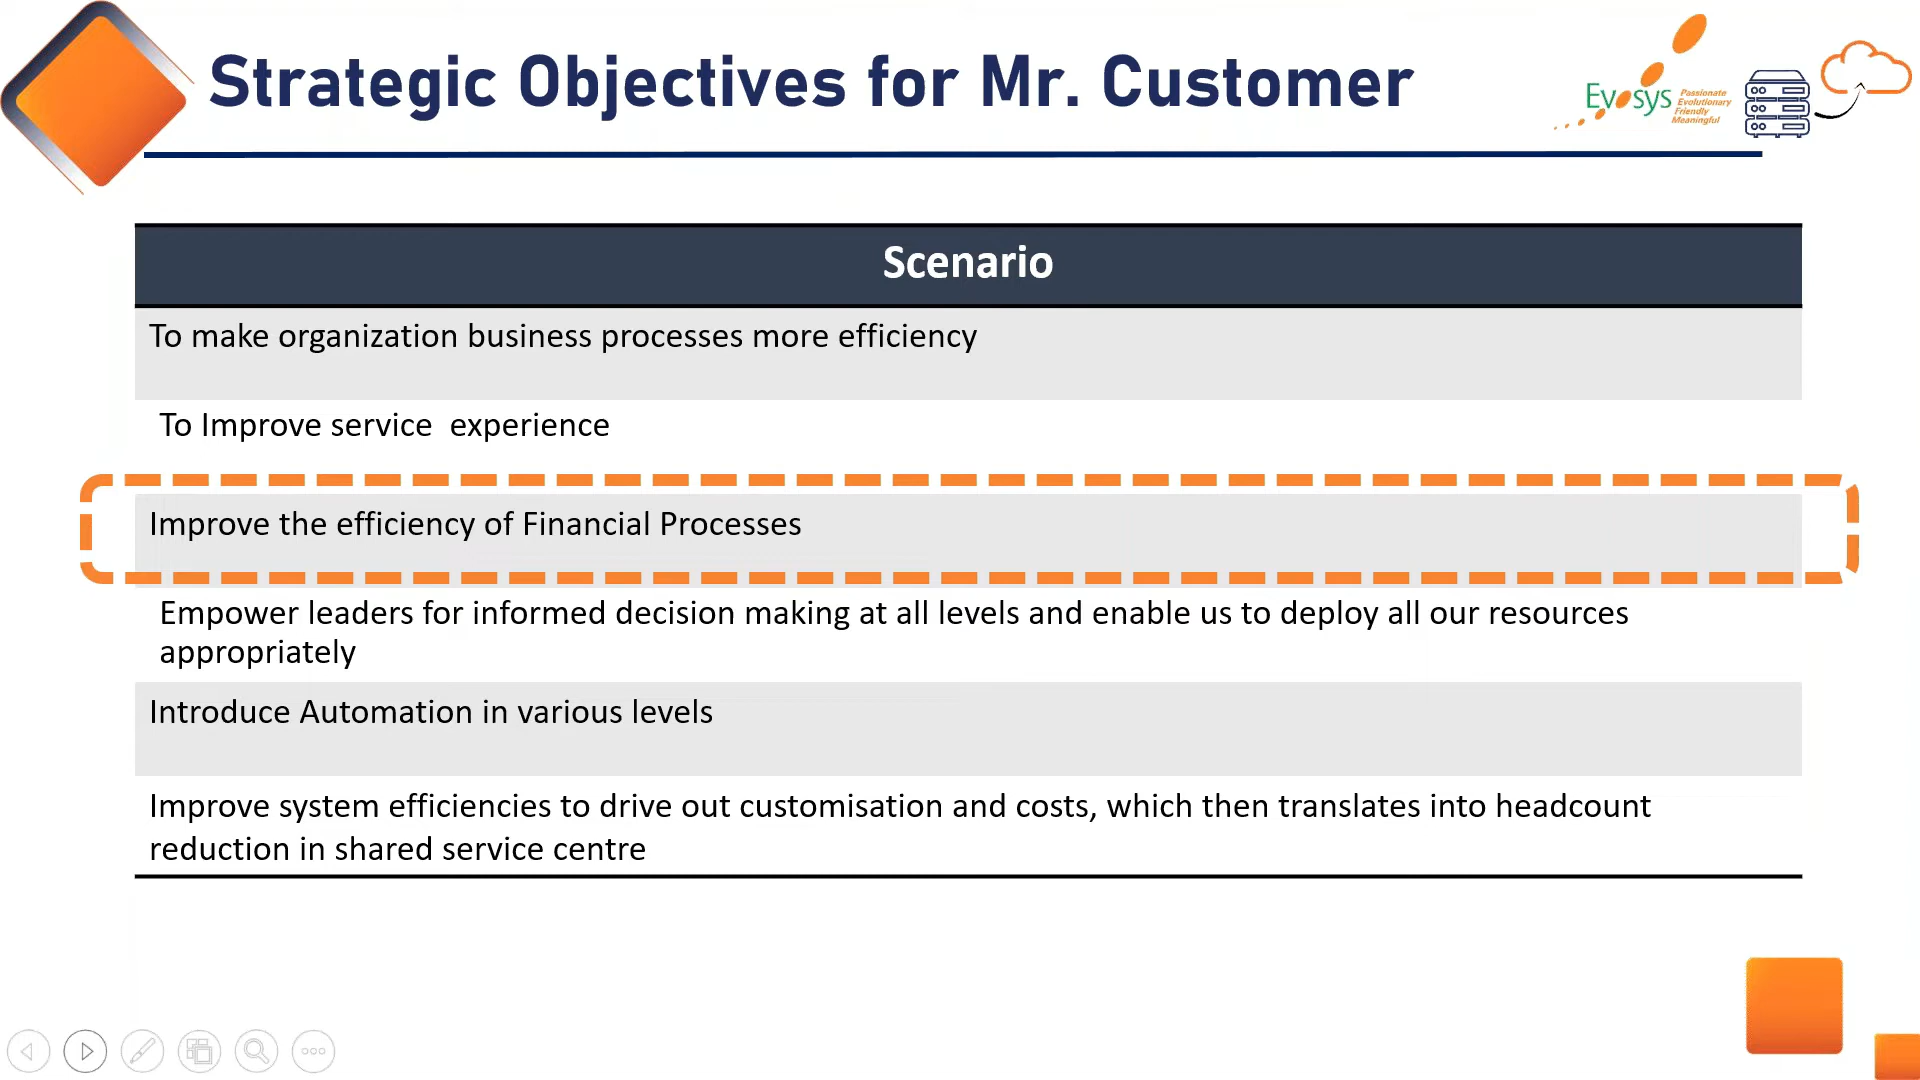 Strategic Objectives for Mr. Customer
Evosys
Passionate
Evolutionary
Friendly
Meaningful
Scenario
To make organization business processes more efficiency
To Improve service  experience
Improve the efficiency of Financial Processes
Empower leaders for informed decision making at all levels and enable us to deploy all our resources
appropriately
Introduce Automation in various levels
Improve system efficiencies to drive out customisation and costs, which then translates into headcount
reduction in shared service centre